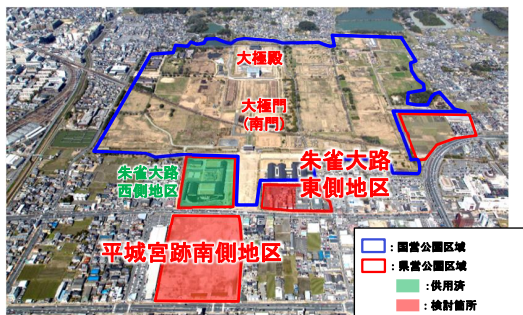 大極殿
大極門
(南門)
朱雀大路
西側地区
朱雀大路
東側地区
平城宮跡南側地区
:国営公園区域
:県営公園区域
:供用済
:検討箇所